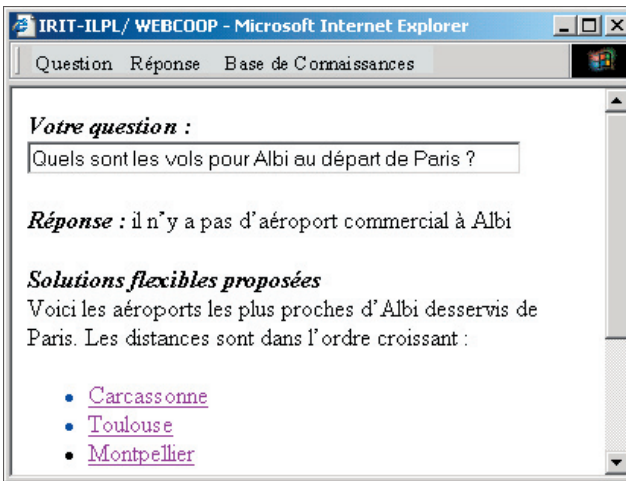 IRIT-ILPL/ WEBCOOP - Microsoft Internet Explorer
Question Réponse Base de Connaissances
Votre question :
Quels sont les vols pour Albi au départ de Paris ?
Réponse : il n'y a pas d'aéroport commercial à Albi
Solutions flexibles proposées
Voici les aéroports les plus proches d'Albi desservis de
Paris. Les distances sont dans l'ordre croissant :
• Carcassonne
• Toulouse
• Montpellier